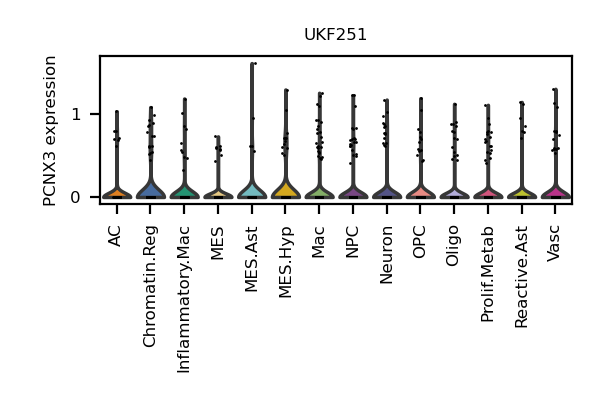 UKF251
PCNX3 expression
1
0
AC
Chromatin.Reg
Inflammatory.Mac
MES
MES.Ast
MES.Hyp
Mac
NPC
Neuron
OPC
Oligo
Prolif.Metab
Reactive.Ast
Vasc